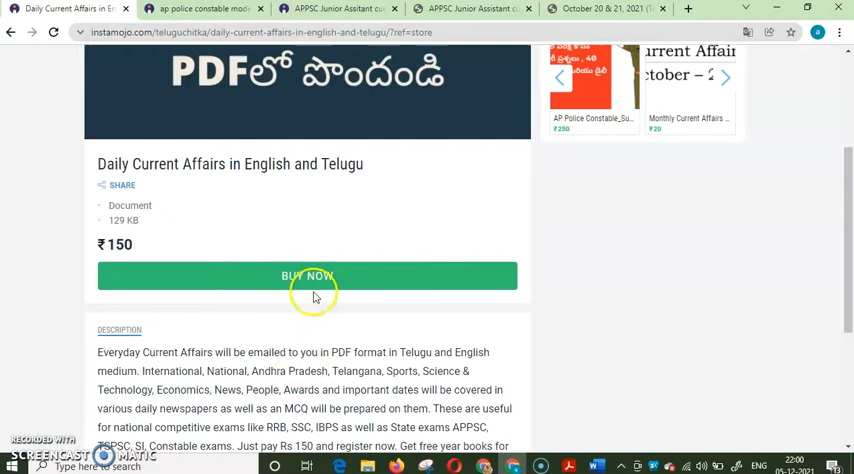 Daily Current Affairs in En
ap police constable mode
APPSC Junior Assitant cu
APPSC Junior Assistant cu
October 20 & 21, 2021 (Te
instamojo.com/teluguchitka/daily-current-affairs-in-english-and-telugu/?ref=store
PDFలో పొందండి
urrent Affair
ctober – 2
AP Police Constable_Su...
Monthly Current Affairs ...
₹250
₹20
Daily Current Affairs in English and Telugu
SHARE
Document
129 KB
₹150
BUY NOW
DESCRIPTION
Everyday Current Affairs will be emailed to you in PDF format in Telugu and English
medium. International, National, Andhra Pradesh, Telangana, Sports, Science &
Technology, Economics, News, People, Awards and important dates will be covered in
various daily newspapers as well as an MCQ will be prepared on them. These are useful
for national competitive exams like RRB, SSC, IBPS as well as State exams APPSC,
TSPSC, SI, Constable exams. Just pay Rs 150 and register now. Get free year books for
RECORDED WITH
SCREENCAST MATIC
Type here to search
22:00
05-12-2021